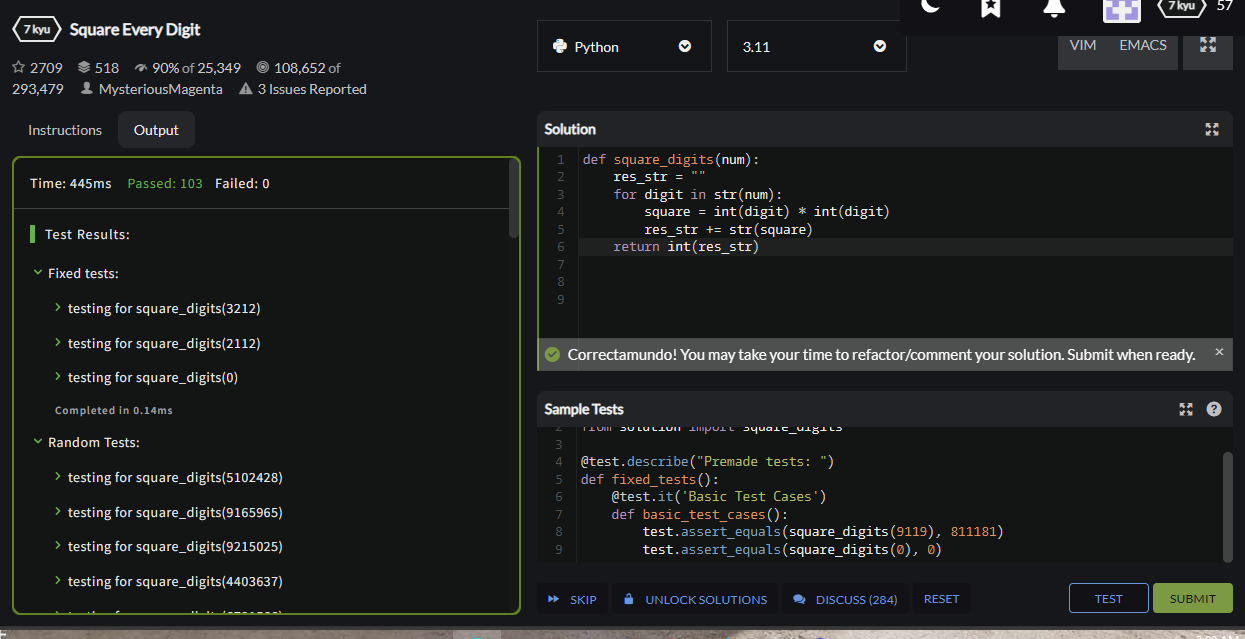 7 kyu Square Every Digit
2709 518 90% of 25,349 108,652 of
293,479 MysteriousMagenta 3 Issues Reported
Instructions Output
Time: 445ms Passed: 103 Failed: 0
Test Results:
Fixed tests:
testing for square_digits(3212)
testing for square_digits(2112)
testing for square_digits(0)
Completed in 0.14ms
Random Tests:
testing for square_digits(5102428)
testing for square_digits(9165965)
testing for square_digits(9215025)
testing for square_digits(4403637)
7 kyu 57
Python 3.11 VIM EMACS
Solution
1 def square_digits(num):
2 res_str = ""
3 for digit in str(num):
4 square = int(digit) * int(digit)
5 res_str += str(square)
6 return int(res_str)
7
8
9
Correctamundo! You may take your time to refactor/comment your solution. Submit when ready. ×
Sample Tests ?
2 from solution import square_digits
3
4 @test.describe("Premade tests: ")
5 def fixed_tests():
6 @test.it('Basic Test Cases')
7 def basic_test_cases():
8 test.assert_equals(square_digits(9119), 811181)
9 test.assert_equals(square_digits(0), 0)
SKIP UNLOCK SOLUTIONS DISCUSS (284) RESET TEST SUBMIT